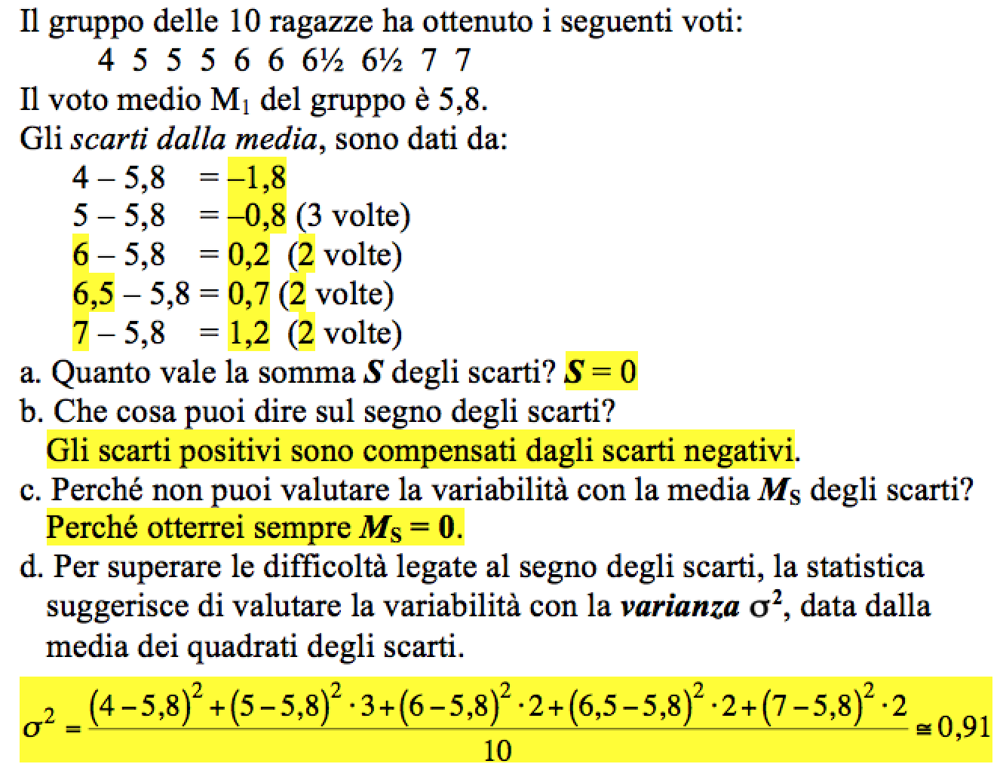 Il gruppo delle 10 ragazze ha ottenuto i seguenti voti:
4 5 5 5 6 6 6½ 6½ 7 7
Il voto medio M₁ del gruppo è 5,8.
Gli scarti dalla media, sono dati da:
4 – 5,8 = –1,8
5 – 5,8 = –0,8 (3 volte)
6 – 5,8 = 0,2 (2 volte)
6,5 – 5,8 = 0,7 (2 volte)
7 – 5,8 = 1,2 (2 volte)
a. Quanto vale la somma S degli scarti? S = 0
b. Che cosa puoi dire sul segno degli scarti?
Gli scarti positivi sono compensati dagli scarti negativi.
c. Perché non puoi valutare la variabilità con la media Mₛ degli scarti?
Perché otterrei sempre Mₛ = 0.
d. Per superare le difficoltà legate al segno degli scarti, la statistica
suggerisce di valutare la variabilità con la varianza σ², data dalla
media dei quadrati degli scarti.
σ² = (4 – 5,8)² + (5 – 5,8)² · 3 + (6 – 5,8)² · 2 + (6,5 – 5,8)² · 2 + (7 – 5,8)² · 2 / 10 ≅ 0,91